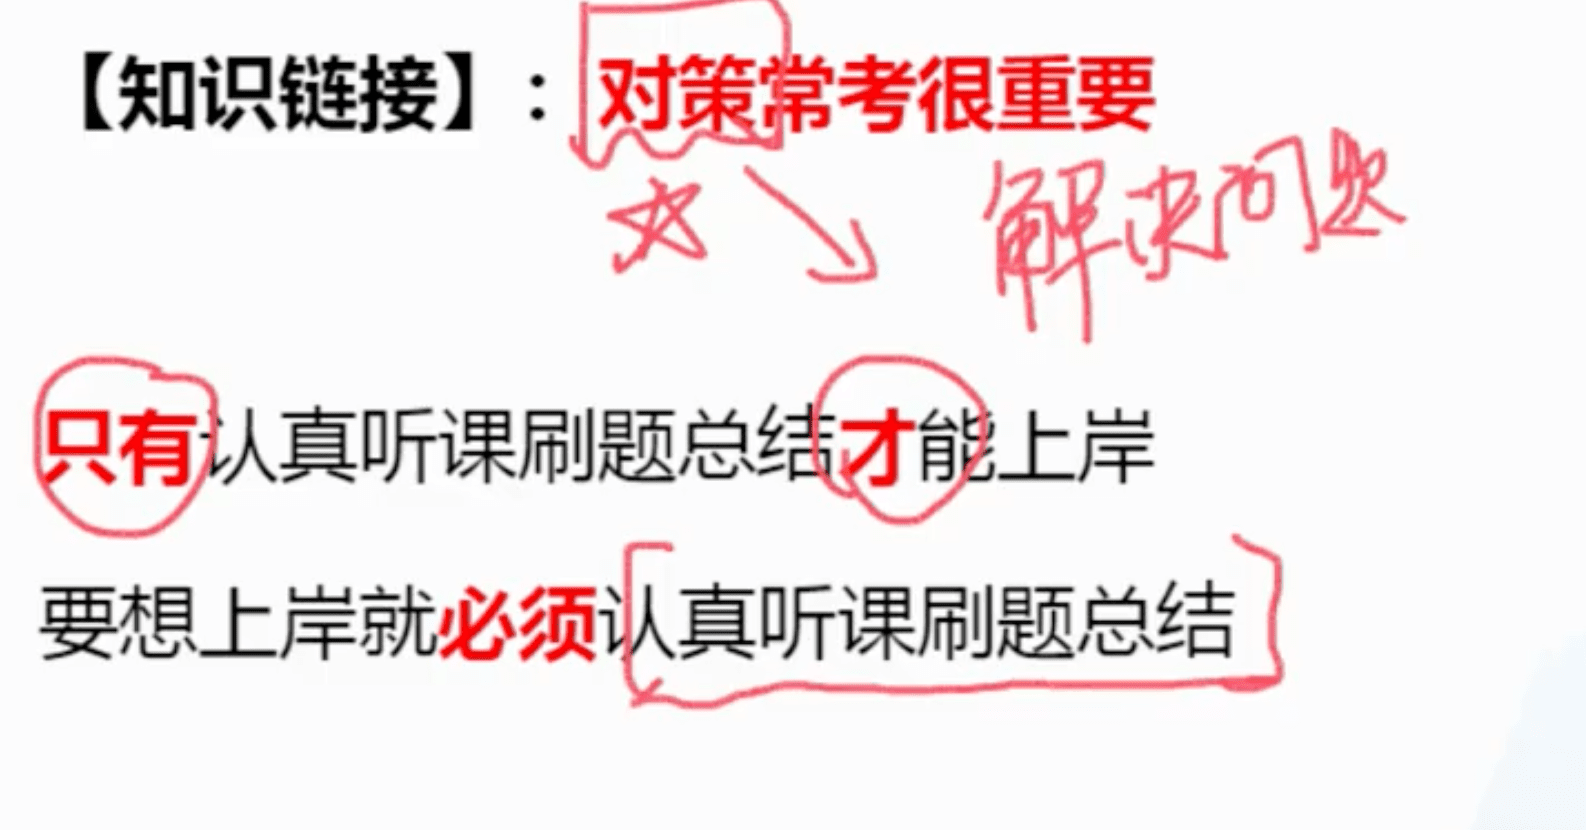 【知识链接】：对策常考很重要
解决问题
只有认真听课刷题总结才能上岸
要想上岸就必须认真听课刷题总结